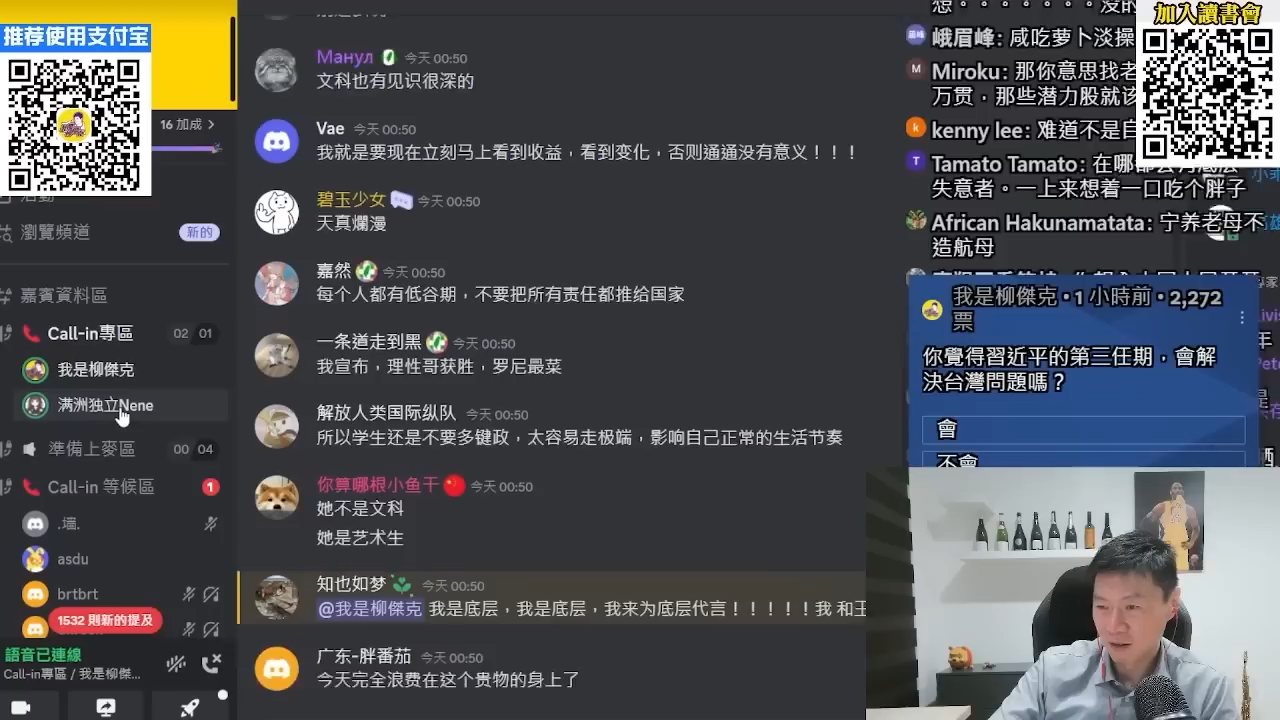 推荐使用支付宝
16 加成
瀏覽頻道
新的
嘉賓資料區
Call-in專區
02 01
我是柳傑克
满洲独立Nene
準備上麥區
00 04
Call-in 等候區
1
.墙.
asdu
brtbrt
1532 則新的提及
語音已連線
Call-in專區 / 我是柳傑...
Манул 今天 00:50
文科也有见识很深的
Vae 今天 00:50
我就是要现在立刻马上看到收益，看到变化，否则通通没有意义！！！
碧玉少女 今天 00:50
天真爛漫
嘉然 今天 00:50
每个人都有低谷期，不要把所有责任都推给国家
一条道走到黑 今天 00:50
我宣布，理性哥获胜，罗尼最菜
解放人类国际纵队 今天 00:50
所以学生还是不要多键政，太容易走极端，影响自己正常的生活节奏
你算哪根小鱼干 今天 00:50
她不是文科
她是艺术生
知也如梦 今天 00:50
@我是柳傑克 我是底层，我是底层，我来为底层代言！！！！！我 和王
广东-胖番茄 今天 00:50
今天完全浪费在这个贵物的身上了
加入讀書會
峨眉峰: 咸吃萝卜淡操
Miroku: 那你意思找老
万贯．那些潜力股就该
kenny lee: 难道不是白
Tamato Tamato: 在哪
失意者。一上来想着一口吃个胖子
African Hakunamatata: 宁养老母不
造航母
我是柳傑克 • 1 小時前 • 2,272
票
你覺得習近平的第三任期，會解
決台灣問題嗎？
會
不會